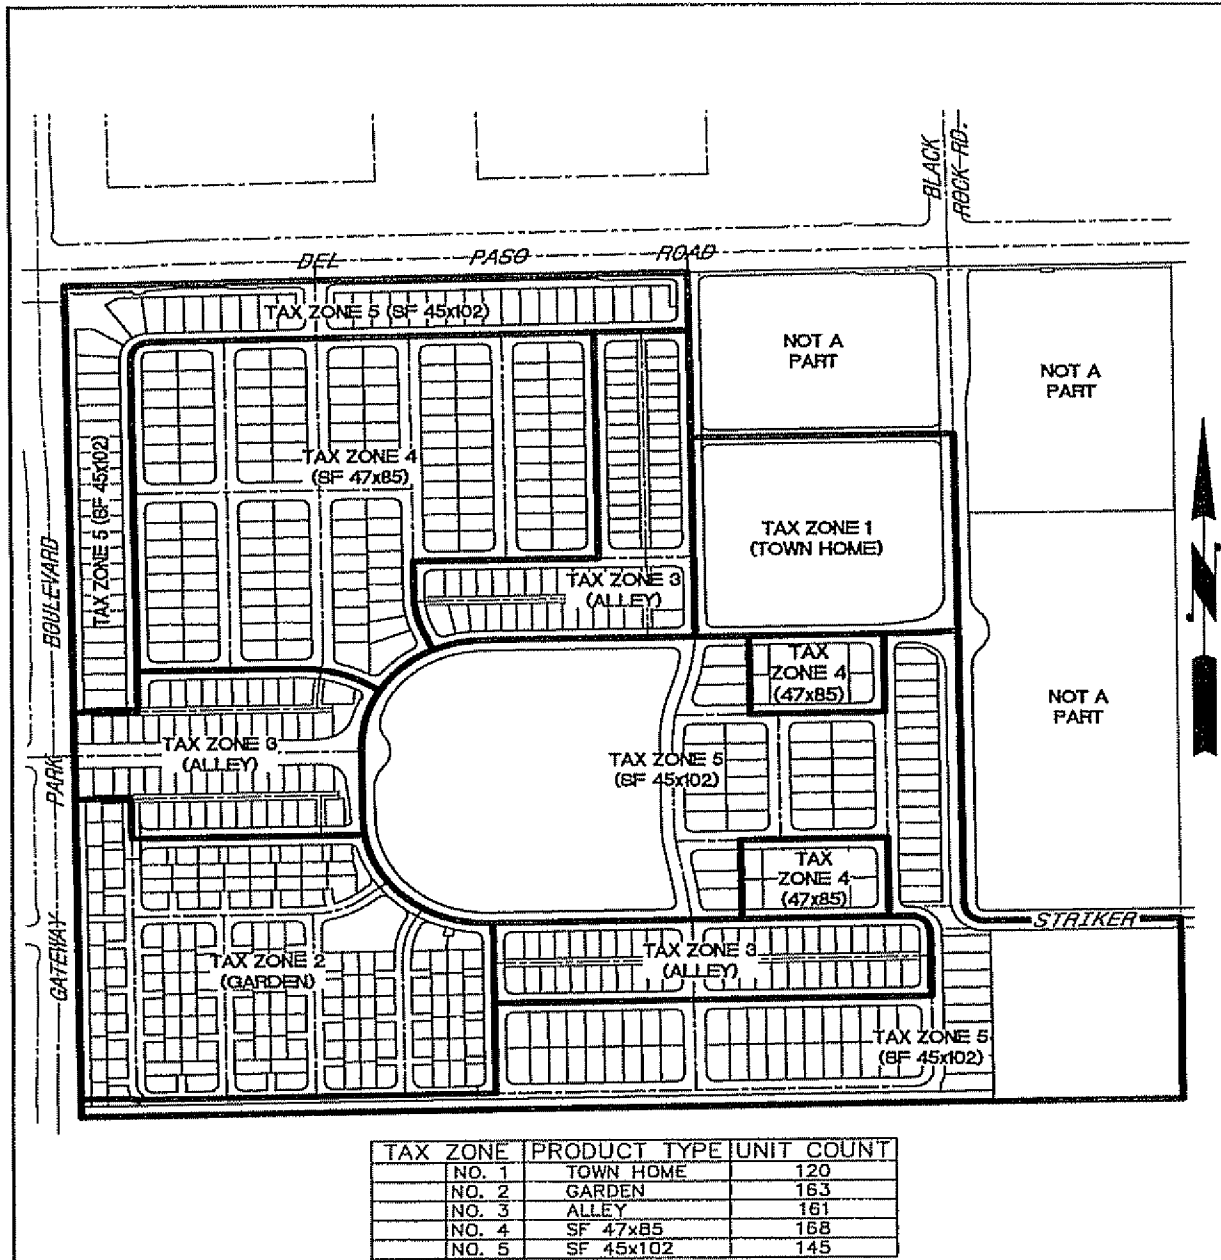 BLACK
ROCK RD.
DEL PASO ROAD
TAX ZONE 5 (SF 45x102)
NOT A
PART
NOT A
PART
TAX ZONE 5 (SF 45x102)
TAX ZONE 4
(SF 47x85)
TAX ZONE 1
(TOWN HOME)
TAX ZONE 3
(ALLEY)
N
TAX
ZONE 4
(47x85)
NOT A
PART
TAX ZONE 3
(ALLEY)
TAX ZONE 5
(SF 45x102)
TAX
ZONE 4
(47x85)
GATEWAY PARK BOULEVARD
STRIKER
TAX ZONE 2
(GARDEN)
TAX ZONE 3
(ALLEY)
TAX ZONE 5
(SF 45x102)
TAX ZONE PRODUCT TYPE UNIT COUNT
NO. 1 TOWN HOME 120
NO. 2 GARDEN 163
NO. 3 ALLEY 161
NO. 4 SF 47x85 168
NO. 5 SF 45x102 145